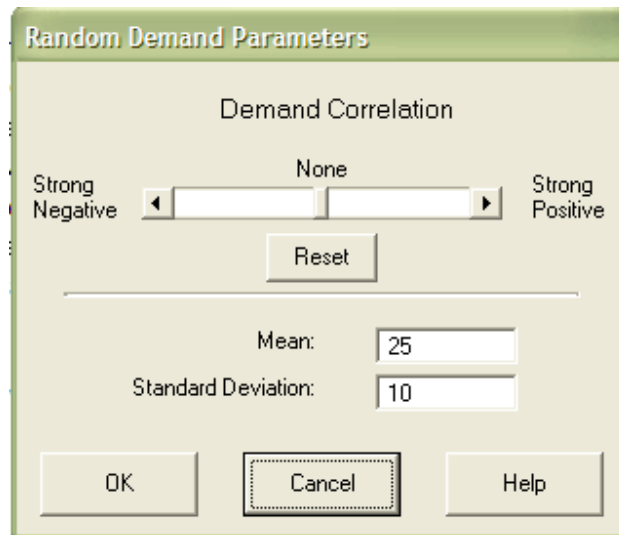 Random Demand Parameters
Demand Correlation
None
Strong
Negative
Strong
Positive
Reset
Mean: 25
Standard Deviation: 10
OK Cancel Help